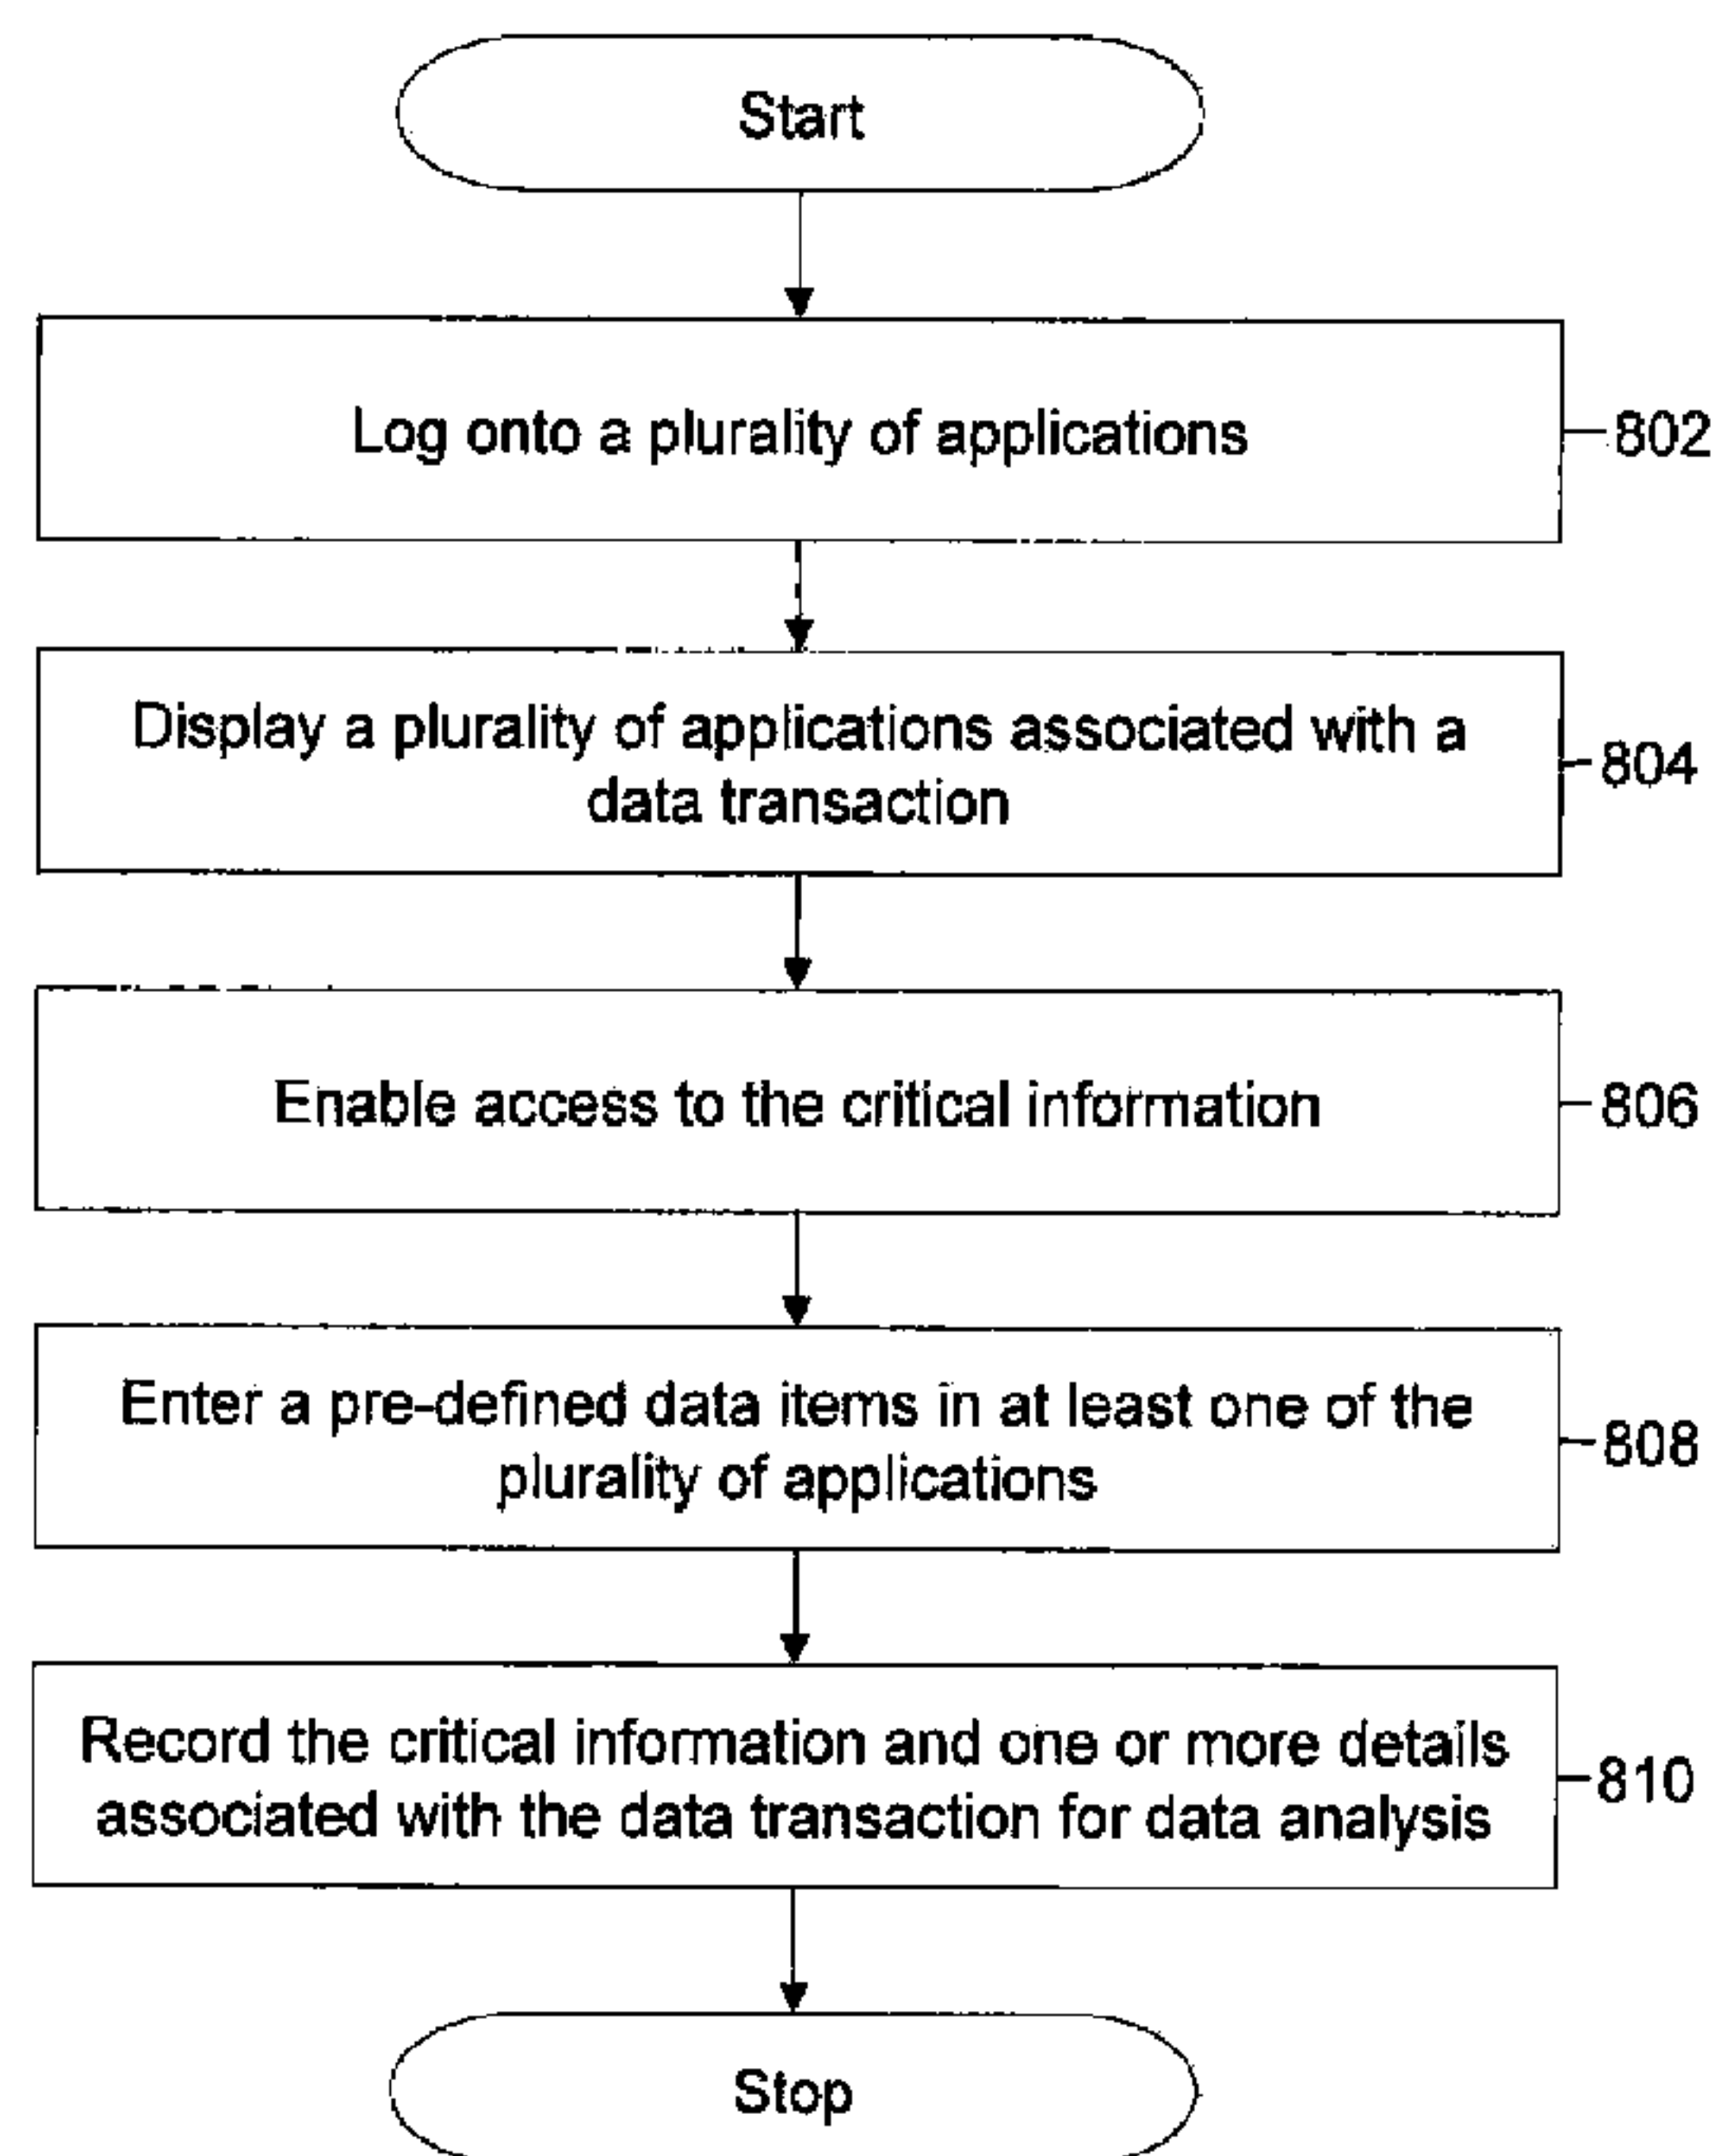 Start
Log onto a plurality of applications
802
Display a plurality of applications associated with a
data transaction
804
Enable access to the critical information
806
Enter a pre-defined data items in at least one of the
plurality of applications
808
Record the critical information and one or more details
associated with the data transaction for data analysis
810
Stop